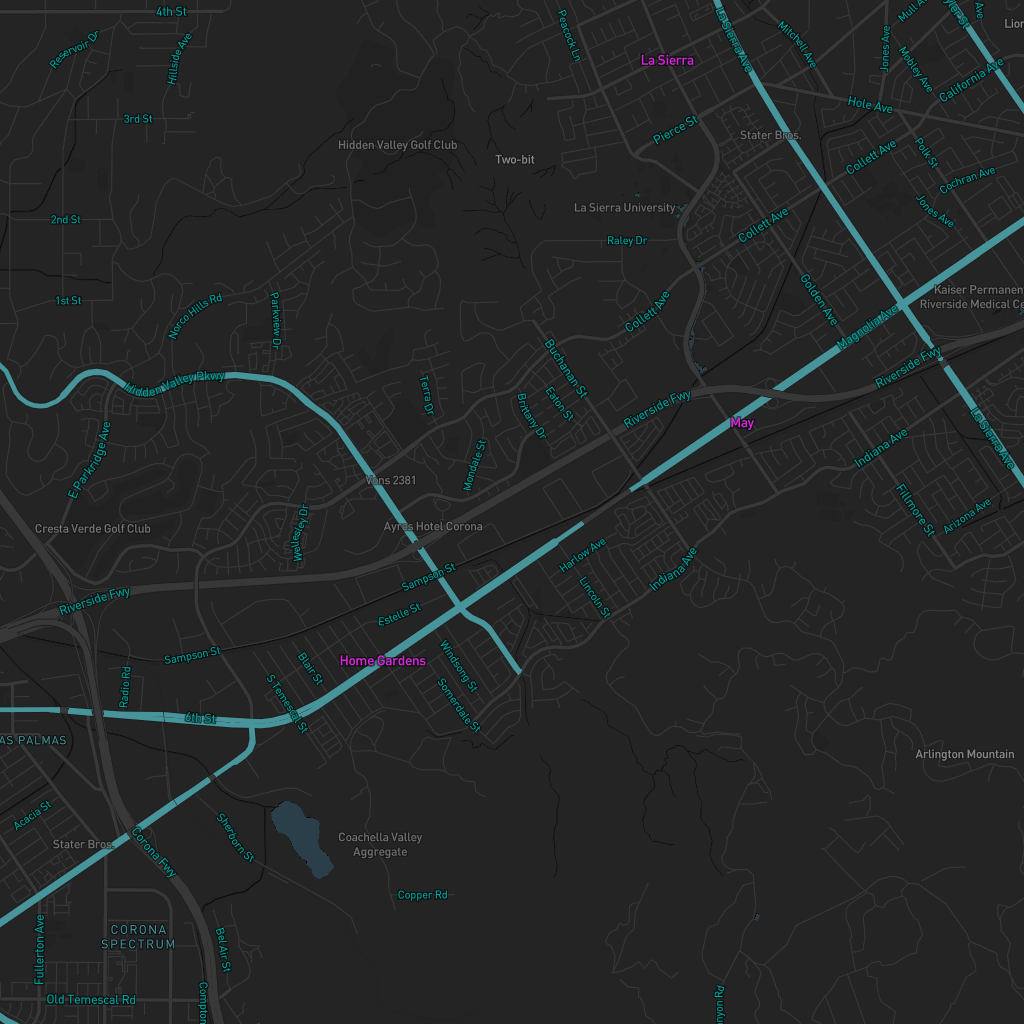 4th St
Reservoir Dr
Hillside Ave
3rd St
2nd St
1st St
Norco Hills Rd
Parkview Dr
Peacock Ln
La Sierra
La Sierra Ave
Mitchell Ave
Jones Ave
Mobley Ave
California Ave
Hole Ave
Pierce St
Stater Bros.
Collett Ave
Polk St
Cochran Ave
Jones Ave
Hidden Valley Golf Club
Two-bit
La Sierra University
Raley Dr
Collett Ave
Golden Ave
Collett Ave
Magnolia Ave
Riverside Fwy
Buchanan St
Eaton St
Brittany Dr
Terra Dr
Mondale St
Hidden Valley Pkwy
E Parkridge Ave
Riverside Fwy
May
Indiana Ave
La Sierra Ave
Fillmore St
Arizona Ave
Vons 2381
Ayres Hotel Corona
Cresta Verde Golf Club
Wellesley Dr
Harlow Ave
Lincoln St
Indiana Ave
Sampson St
Estelle St
Riverside Fwy
Sampson St
Home Gardens
Blair St
S Temescal St
Windsong St
Somerdale St
Radio Rd
6th St
Arlington Mountain
Acacia St
Stater Bros.
Corona Fwy
Sherborn St
Coachella Valley
Aggregate
Copper Rd
CORONA
SPECTRUM
Fullerton Ave
Bel Air St
Old Temescal Rd